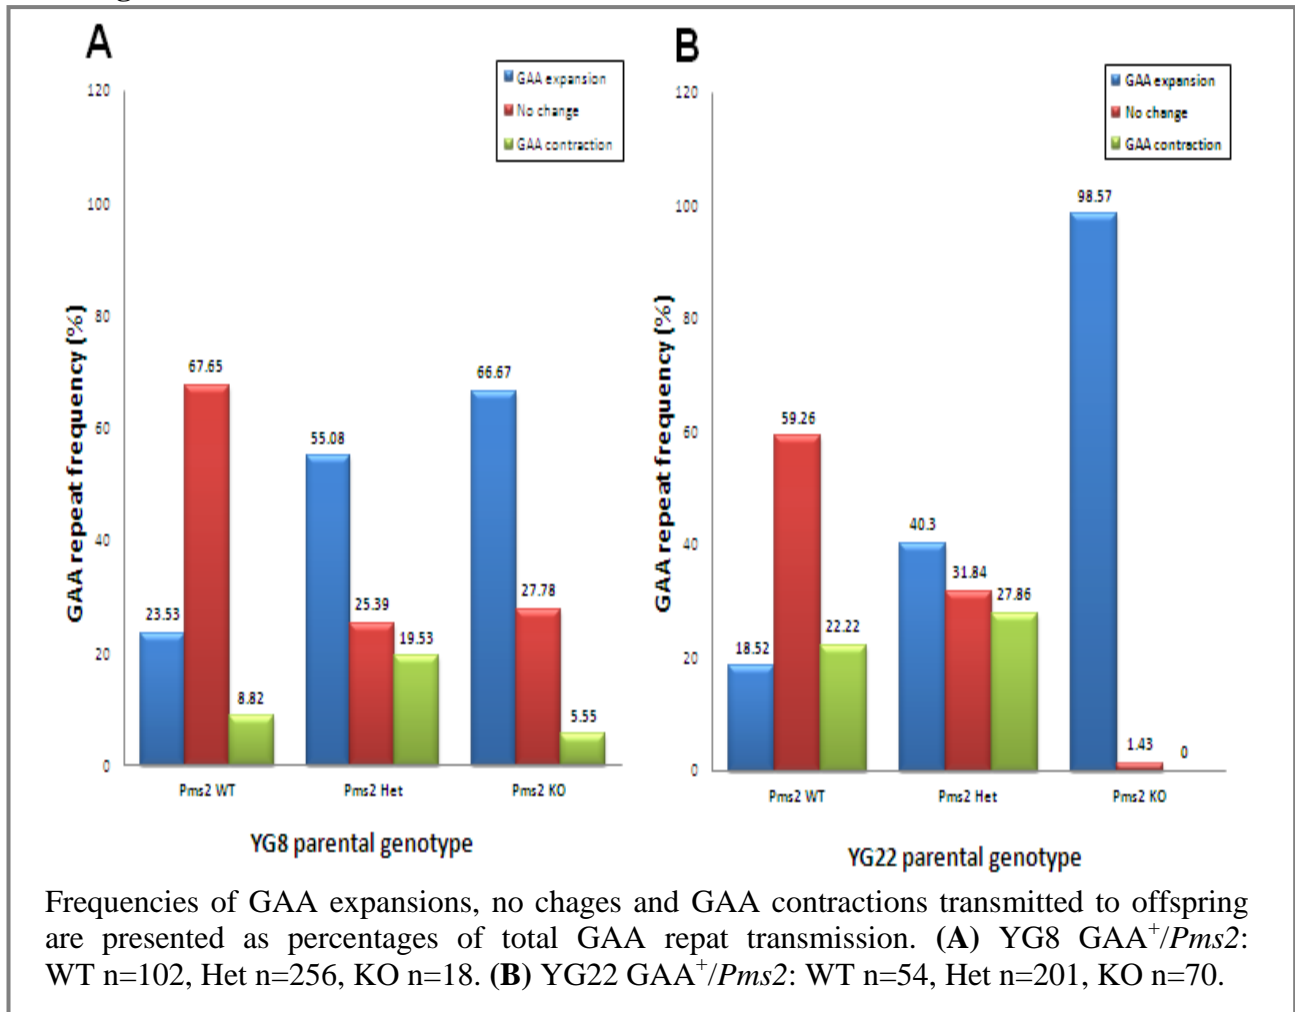 A
GAA expansion
No change
GAA contraction
120
100
80
60
40
20
0
GAA repeat frequency (%)
23.53
67.65
8.82
55.08
25.39
19.53
66.67
27.78
5.55
Pms2 WT
Pms2 Het
Pms2 KO
YG8 parental genotype
B
GAA expansion
No change
GAA contraction
120
100
80
60
40
20
0
GAA repeat frequency (%)
18.52
59.26
22.22
40.3
31.84
27.86
98.57
1.43
0
Pms2 WT
Pms2 Het
Pms2 KO
YG22 parental genotype
Frequencies of GAA expansions, no chages and GAA contractions transmitted to offspring
are presented as percentages of total GAA repat transmission. (A) YG8 GAA+/Pms2:
WT n=102, Het n=256, KO n=18. (B) YG22 GAA+/Pms2: WT n=54, Het n=201, KO n=70.